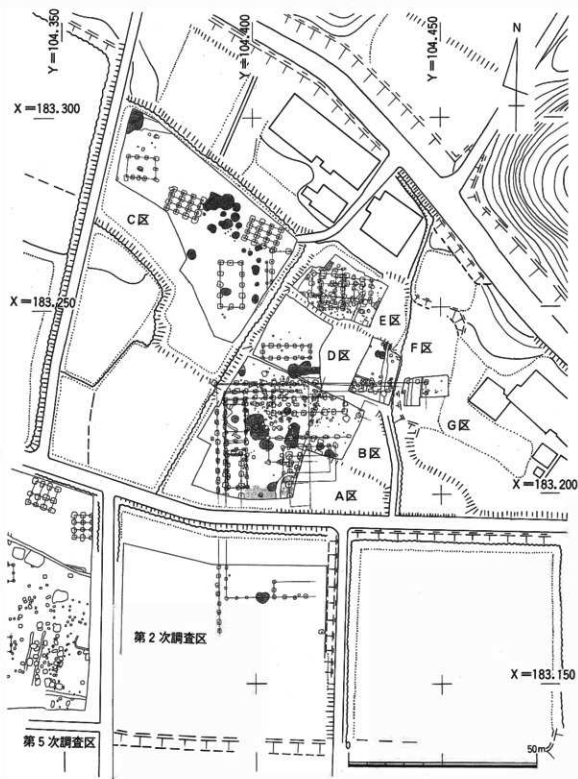 Y＝104.350
Y＝104.400
Y＝104.450
N
X＝183.300
C区
X＝183.250
E区
D区
F区
G区
B区
A区
X＝183.200
第2次調査区
X＝183.150
第5次調査区
50m